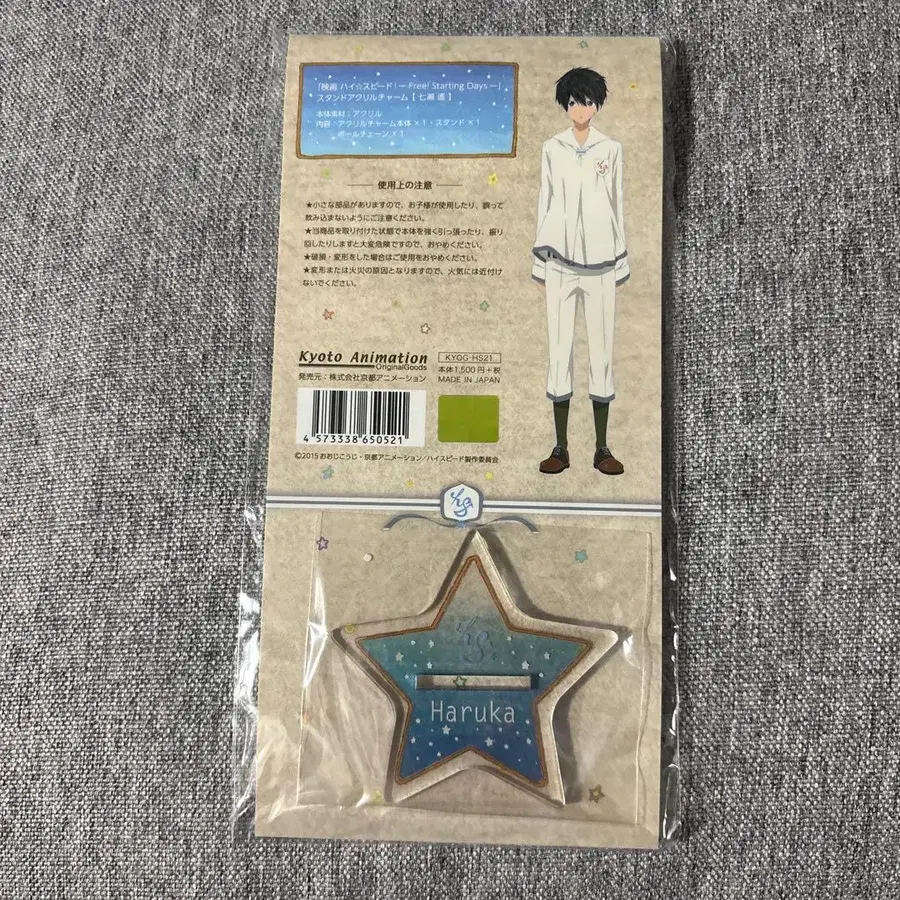 「映画 ハイ☆スピード!ー Free! Starting Days ー」
スタンドアクリルチャーム【 七瀬 遙 】
本体素材:アクリル
内容:アクリルチャーム本体 × 1・スタンド × 1
ボールチェーン × 1
使用上の注意
★小さな部品がありますので、お子様が使用したり、誤って
飲み込まないようにご注意ください。
★当商品を取り付けた状態で本体を強く引っ張ったり、振り
回したりしますと大変危険ですので、おやめください。
★破損・変形をした場合はご使用をおやめください。
★変形または火災の原因となりますので、火気には近付け
ないでください。
Kyoto Animation
OriginalGoods
発売元:株式会社京都アニメーション
KYOG-HS21
本体1,500円+税
MADE IN JAPAN
4 573338 650521
©2015 おおじこうじ・京都アニメーション/ハイスピード製作委員会
Haruka